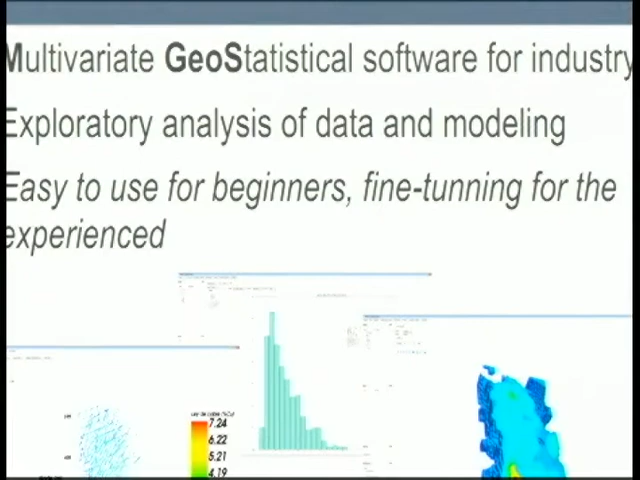 Multivariate GeoStatistical software for industry
Exploratory analysis of data and modeling
Easy to use for beginners, fine-tunning for the
experienced
7.24
6.22
5.21
4.19